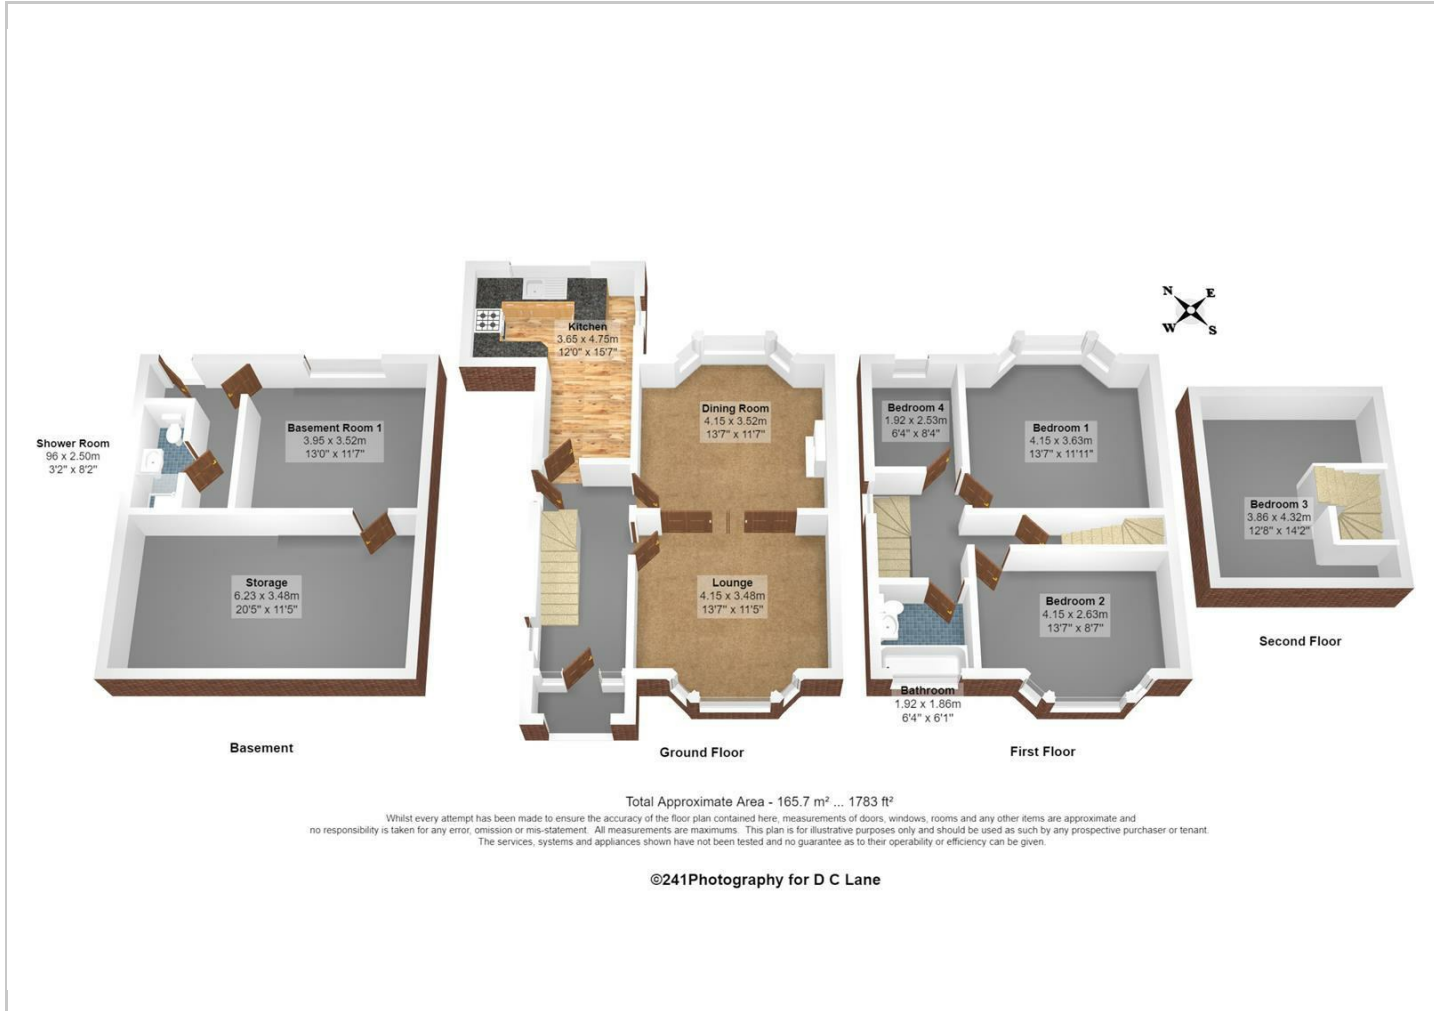 N
E
W
S
Kitchen
3.65 x 4.75m
12'0" x 15'7"
Shower Room
96 x 2.50m
3'2" x 8'2"
Basement Room 1
3.95 x 3.52m
13'0" x 11'7"
Storage
6.23 x 3.48m
20'5" x 11'5"
Basement
Dining Room
4.15 x 3.52m
13'7" x 11'7"
Lounge
4.15 x 3.48m
13'7" x 11'5"
Ground Floor
Bedroom 4
1.92 x 2.53m
6'4" x 8'4"
Bedroom 1
4.15 x 3.63m
13'7" x 11'11"
Bedroom 2
4.15 x 2.63m
13'7" x 8'7"
Bathroom
1.92 x 1.86m
6'4" x 6'1"
First Floor
Bedroom 3
3.86 x 4.32m
12'8" x 14'2"
Second Floor
Total Approximate Area - 165.7 m² ... 1783 ft²
Whilst every attempt has been made to ensure the accuracy of the floor plan contained here, measurements of doors, windows, rooms and any other items are approximate and
no responsibility is taken for any error, omission or mis-statement. All measurements are maximums. This plan is for illustrative purposes only and should be used as such by any prospective purchaser or tenant.
The services, systems and appliances shown have not been tested and no guarantee as to their operability or efficiency can be given.
©241Photography for D C Lane